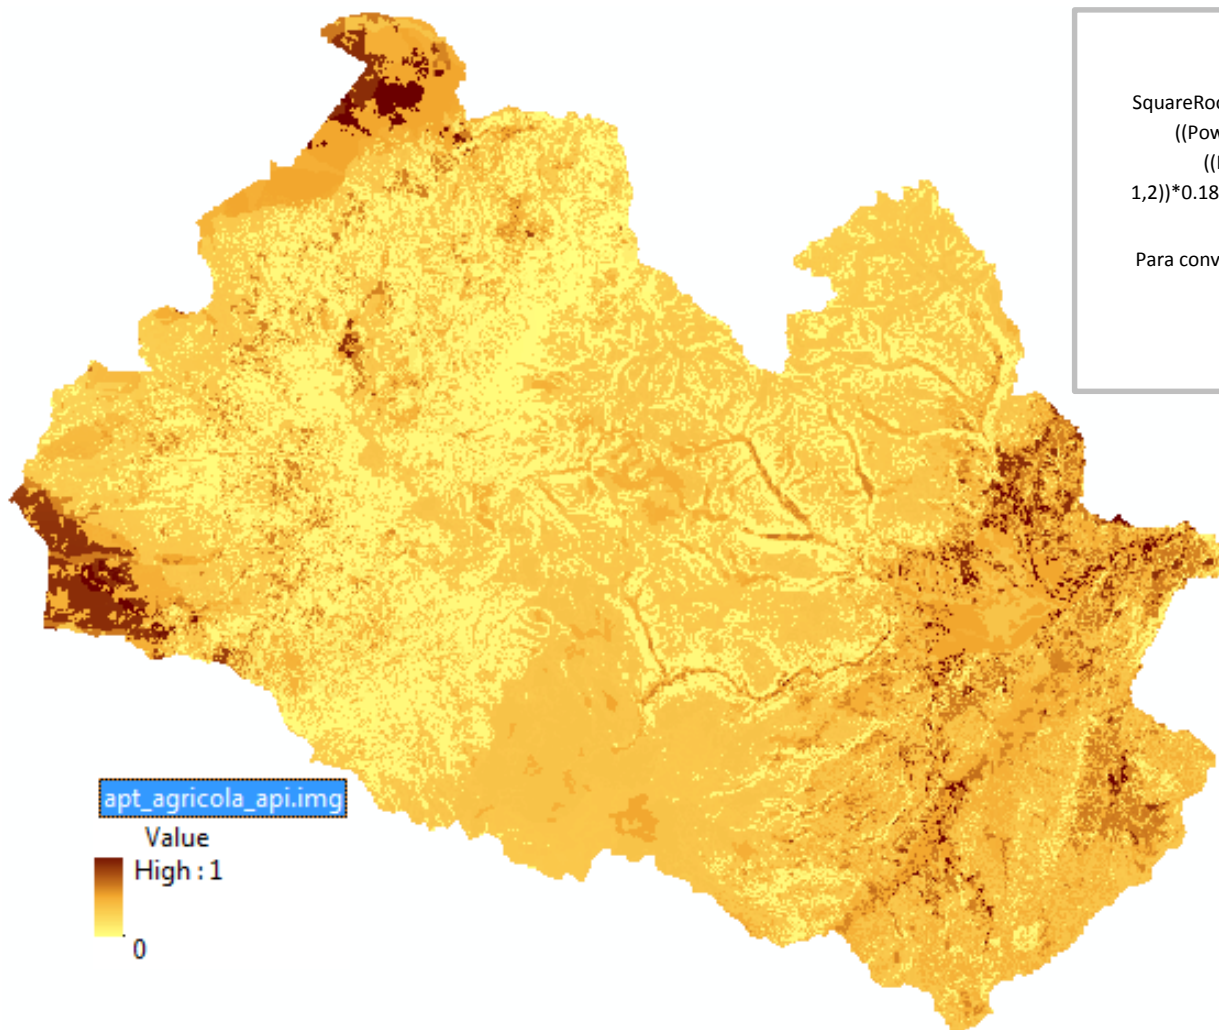 SquareRoo
((Pow
((
1,2))*0.18
Para conv
apt_agricola_api.img
Value
High : 1
0